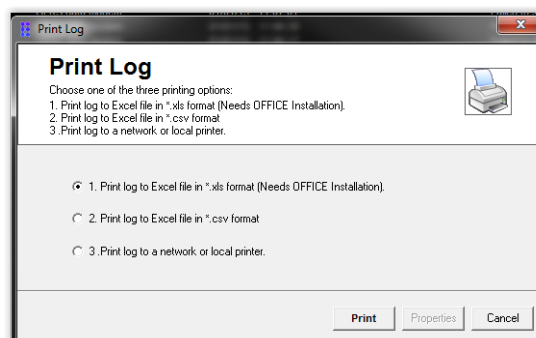 Print Log
Print Log
Choose one of the three printing options:
1. Print log to Excel file in *.xls format (Needs OFFICE Installation).
2. Print log to Excel file in *.csv format
3 .Print log to a network or local printer.
1. Print log to Excel file in *.xls format (Needs OFFICE Installation).
2. Print log to Excel file in *.csv format
3 .Print log to a network or local printer.
Print Properties Cancel